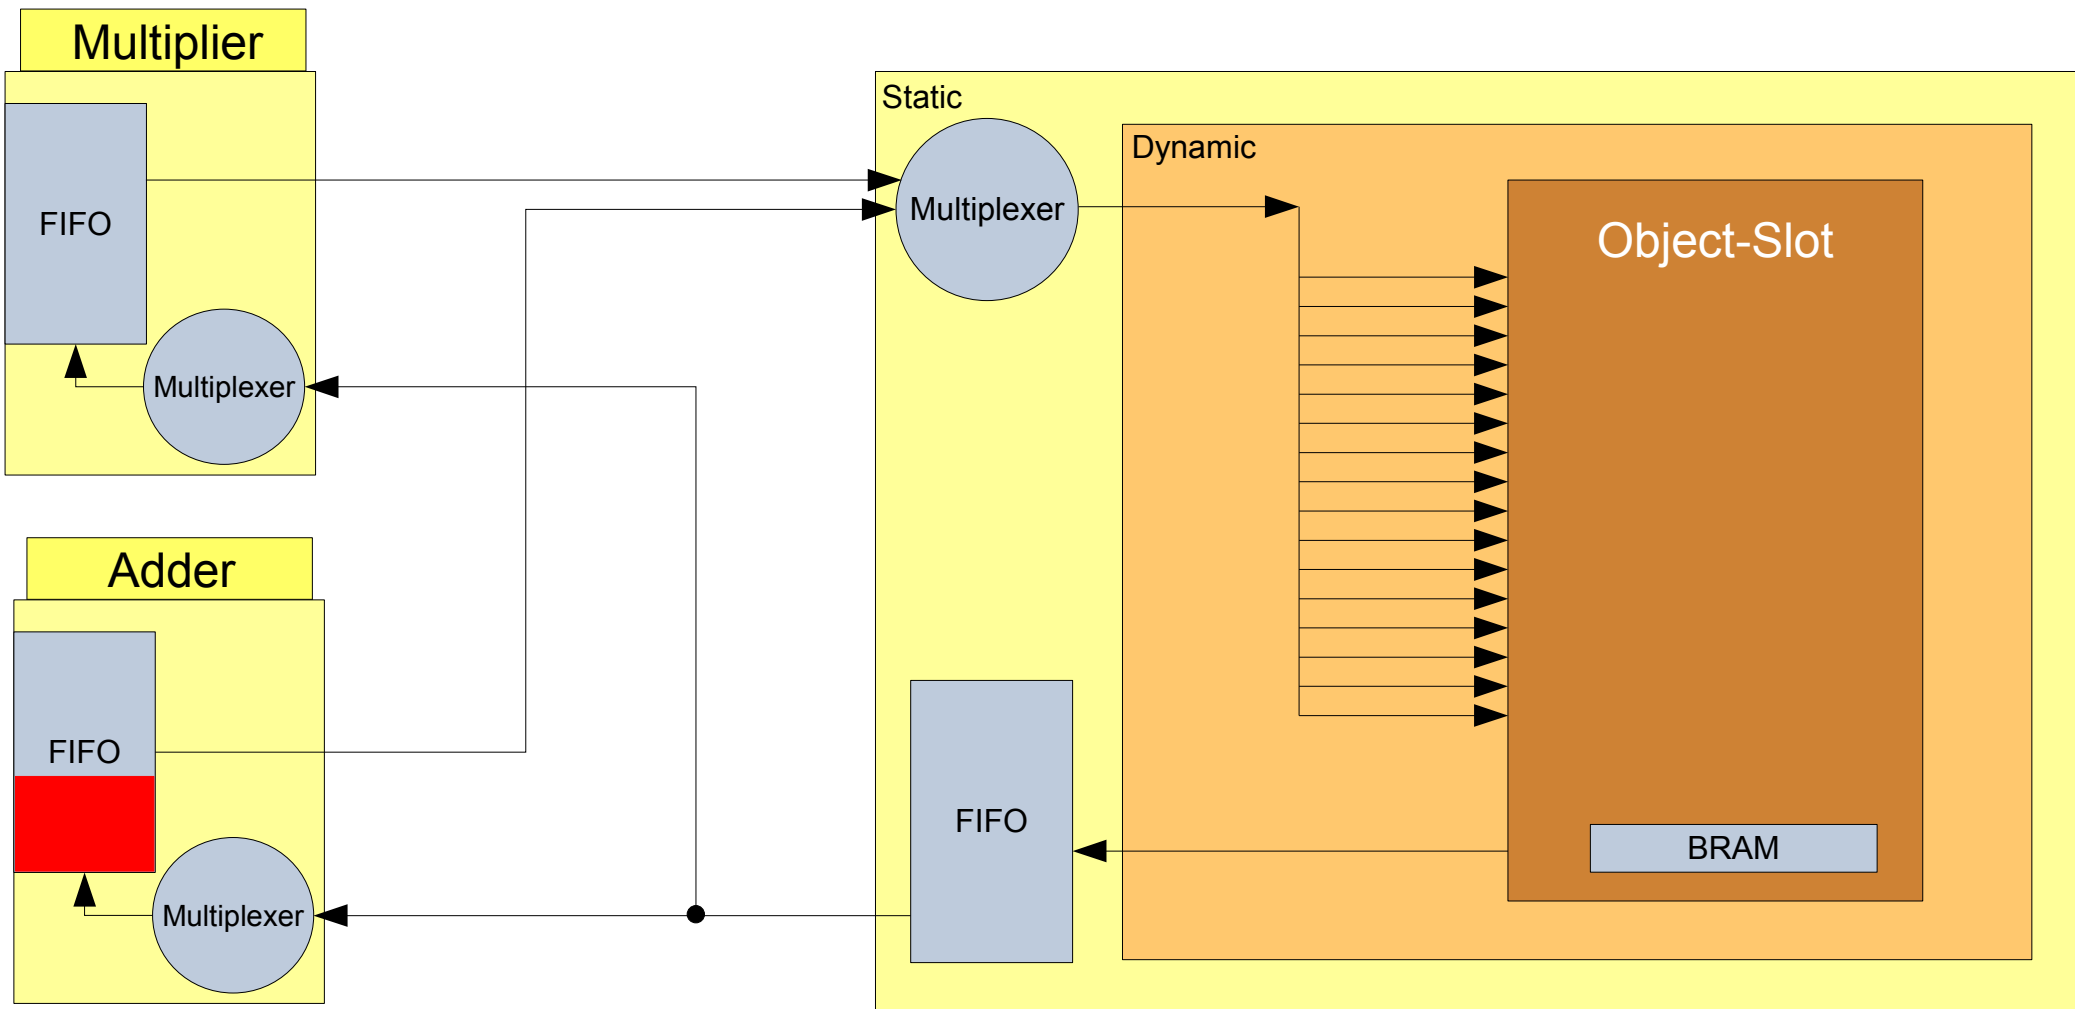 Multiplier
FIFO
Multiplexer
Adder
FIFO
Multiplexer
Static
Multiplexer
FIFO
Dynamic
Object-Slot
BRAM